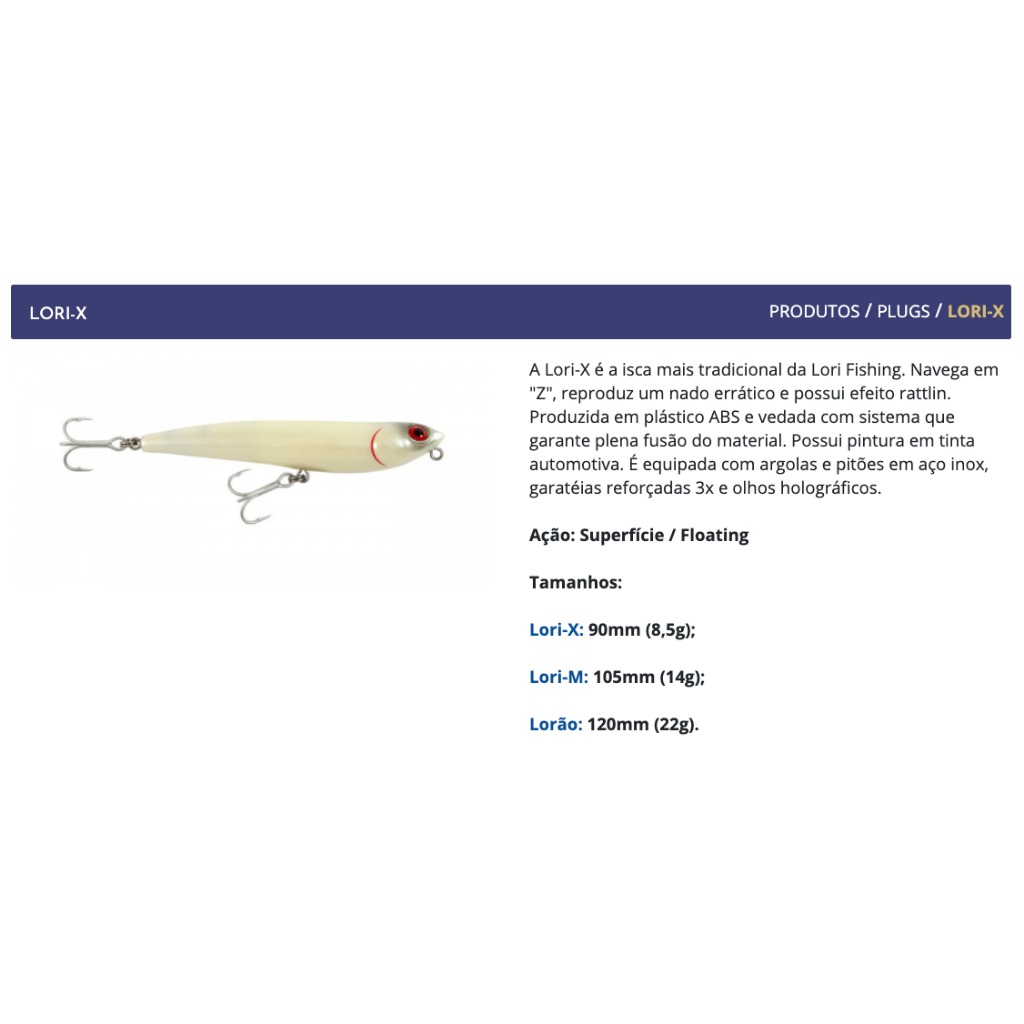 LORI-X
PRODUTOS / PLUGS / LORI-X
A Lori-X é a isca mais tradicional da Lori Fishing. Navega em
"Z", reproduz um nado errático e possui efeito rattlin.
Produzida em plástico ABS e vedada com sistema que
garante plena fusão do material. Possui pintura em tinta
automotiva. É equipada com argolas e pitões em aço inox,
garatéias reforçadas 3x e olhos holográficos.
Ação: Superfície / Floating
Tamanhos:
Lori-X: 90mm (8,5g);
Lori-M: 105mm (14g);
Lorão: 120mm (22g).